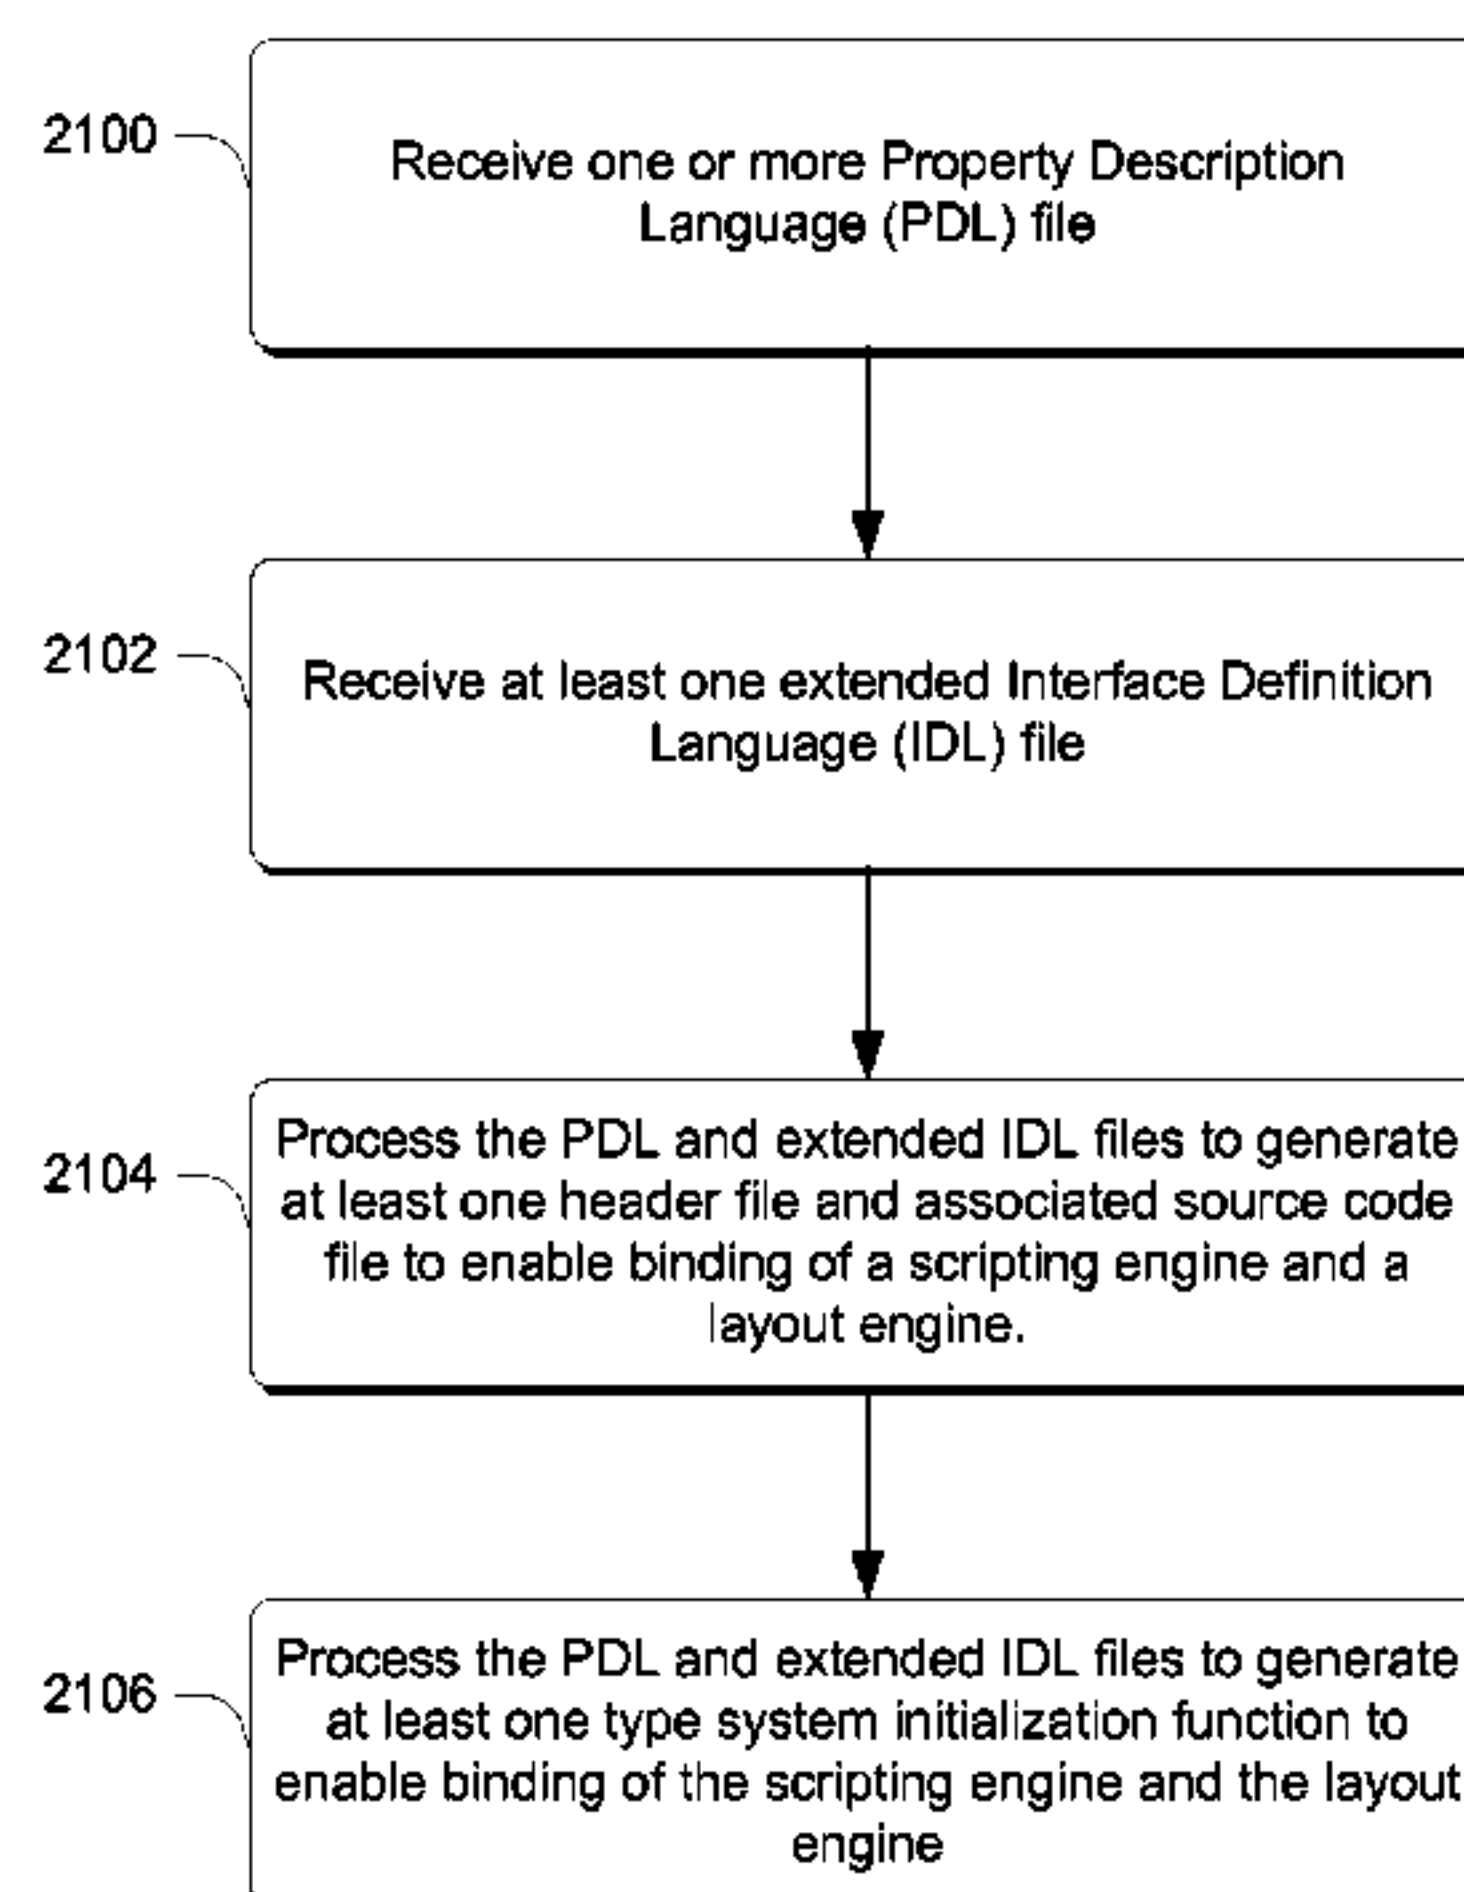 2100
Receive one or more Property Description
Language (PDL) file
2102
Receive at least one extended Interface Definition
Language (IDL) file
2104
Process the PDL and extended IDL files to generate
at least one header file and associated source code
file to enable binding of a scripting engine and a
layout engine.
2106
Process the PDL and extended IDL files to generate
at least one type system initialization function to
enable binding of the scripting engine and the layout
engine